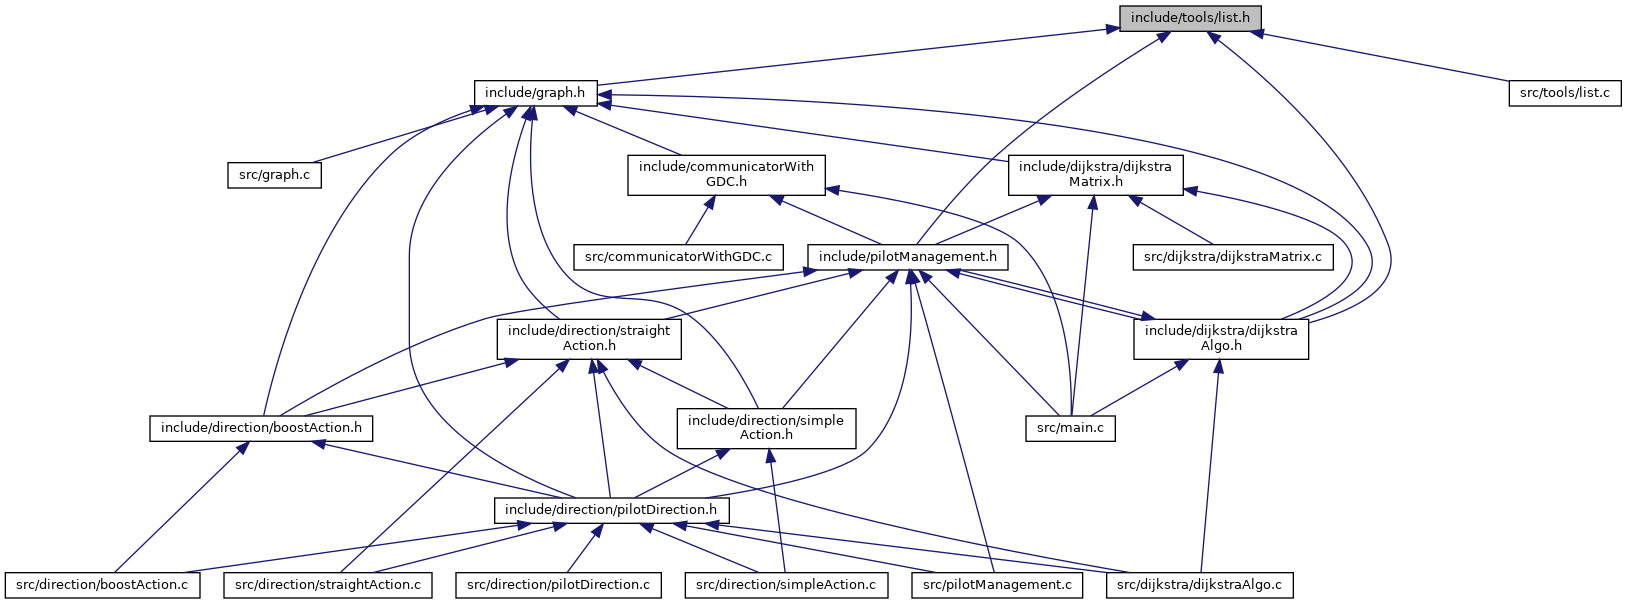 include/tools/list.h
include/graph.h
src/tools/list.c
src/graph.c
include/communicatorWith
GDC.h
include/dijkstra/dijkstra
Matrix.h
src/communicatorWithGDC.c
include/pilotManagement.h
src/dijkstra/dijkstraMatrix.c
include/direction/straight
Action.h
include/dijkstra/dijkstra
Algo.h
include/direction/boostAction.h
include/direction/simple
Action.h
src/main.c
include/direction/pilotDirection.h
src/direction/boostAction.c
src/direction/straightAction.c
src/direction/pilotDirection.c
src/direction/simpleAction.c
src/pilotManagement.c
src/dijkstra/dijkstraAlgo.c